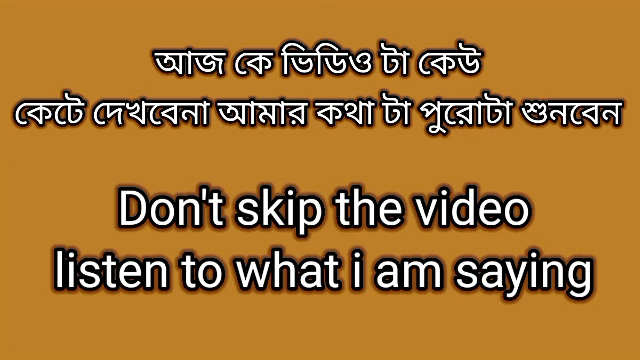 আজ কে ভিডিও টা কেউ
কেটে দেখবেনা আমার কথা টা পুরোটা শুনবেন
Don't skip the video
listen to what i am saying